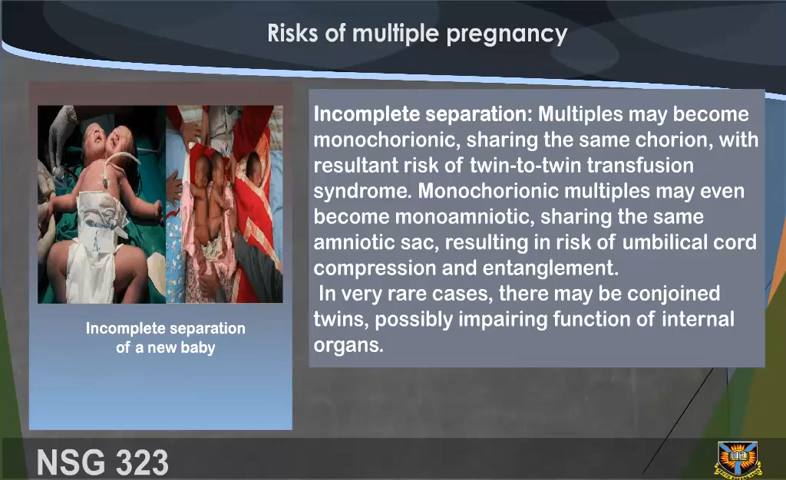 Risks of multiple pregnancy
Incomplete separation: Multiples may become
monochorionic, sharing the same chorion, with
resultant risk of twin-to-twin transfusion
syndrome. Monochorionic multiples may even
become monoamniotic, sharing the same
amniotic sac, resulting in risk of umbilical cord
compression and entanglement.
In very rare cases, there may be conjoined
twins, possibly impairing function of internal
organs.
Incomplete separation
of a new baby
NSG 323